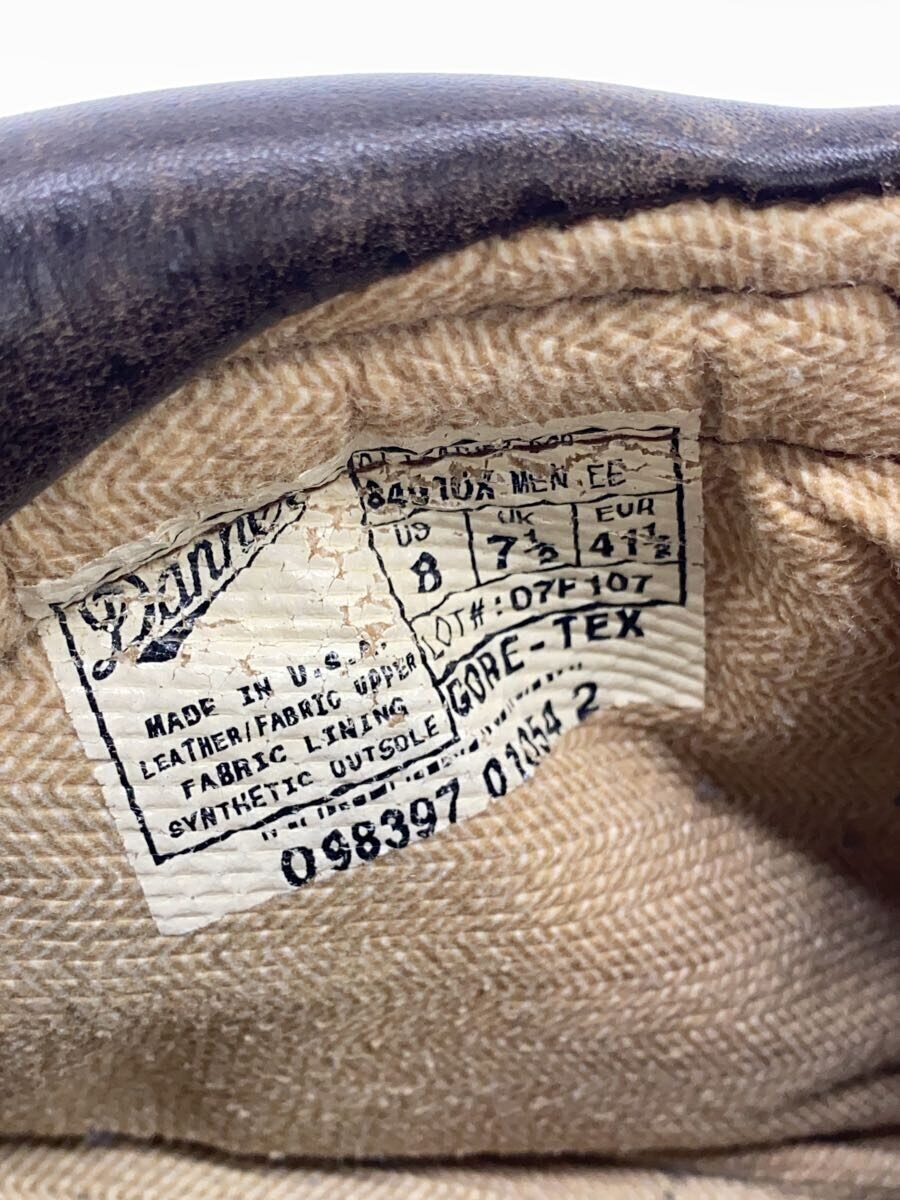 Danner
MADE IN U.S.A.
LEATHER/FABRIC UPPER
FABRIC LINING
SYNTHETIC OUTSOLE
MEN EE
US UK EUR
8 7½ 41½
LOT#:07F107
GORE-TEX
098397 01054 2